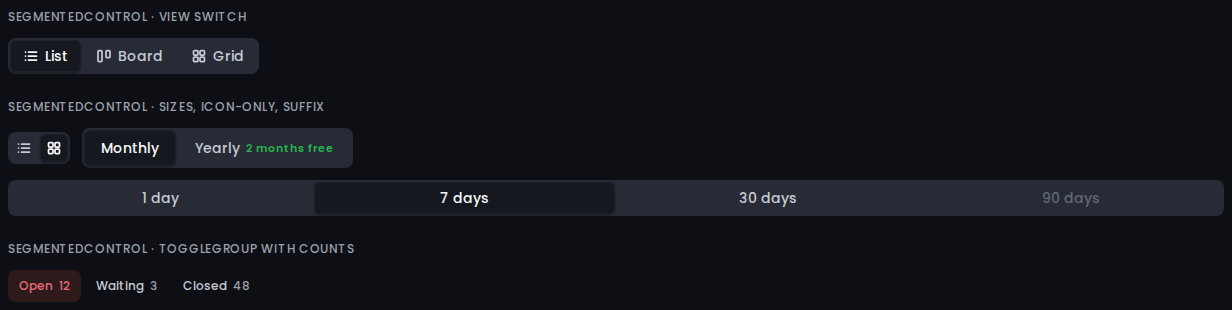 SEGMENTEDCONTROL · VIEW SWITCH
List Board Grid
SEGMENTEDCONTROL · SIZES, ICON-ONLY, SUFFIX
Monthly Yearly 2 months free
1 day 7 days 30 days 90 days
SEGMENTEDCONTROL · TOGGLEGROUP WITH COUNTS
Open 12 Waiting 3 Closed 48